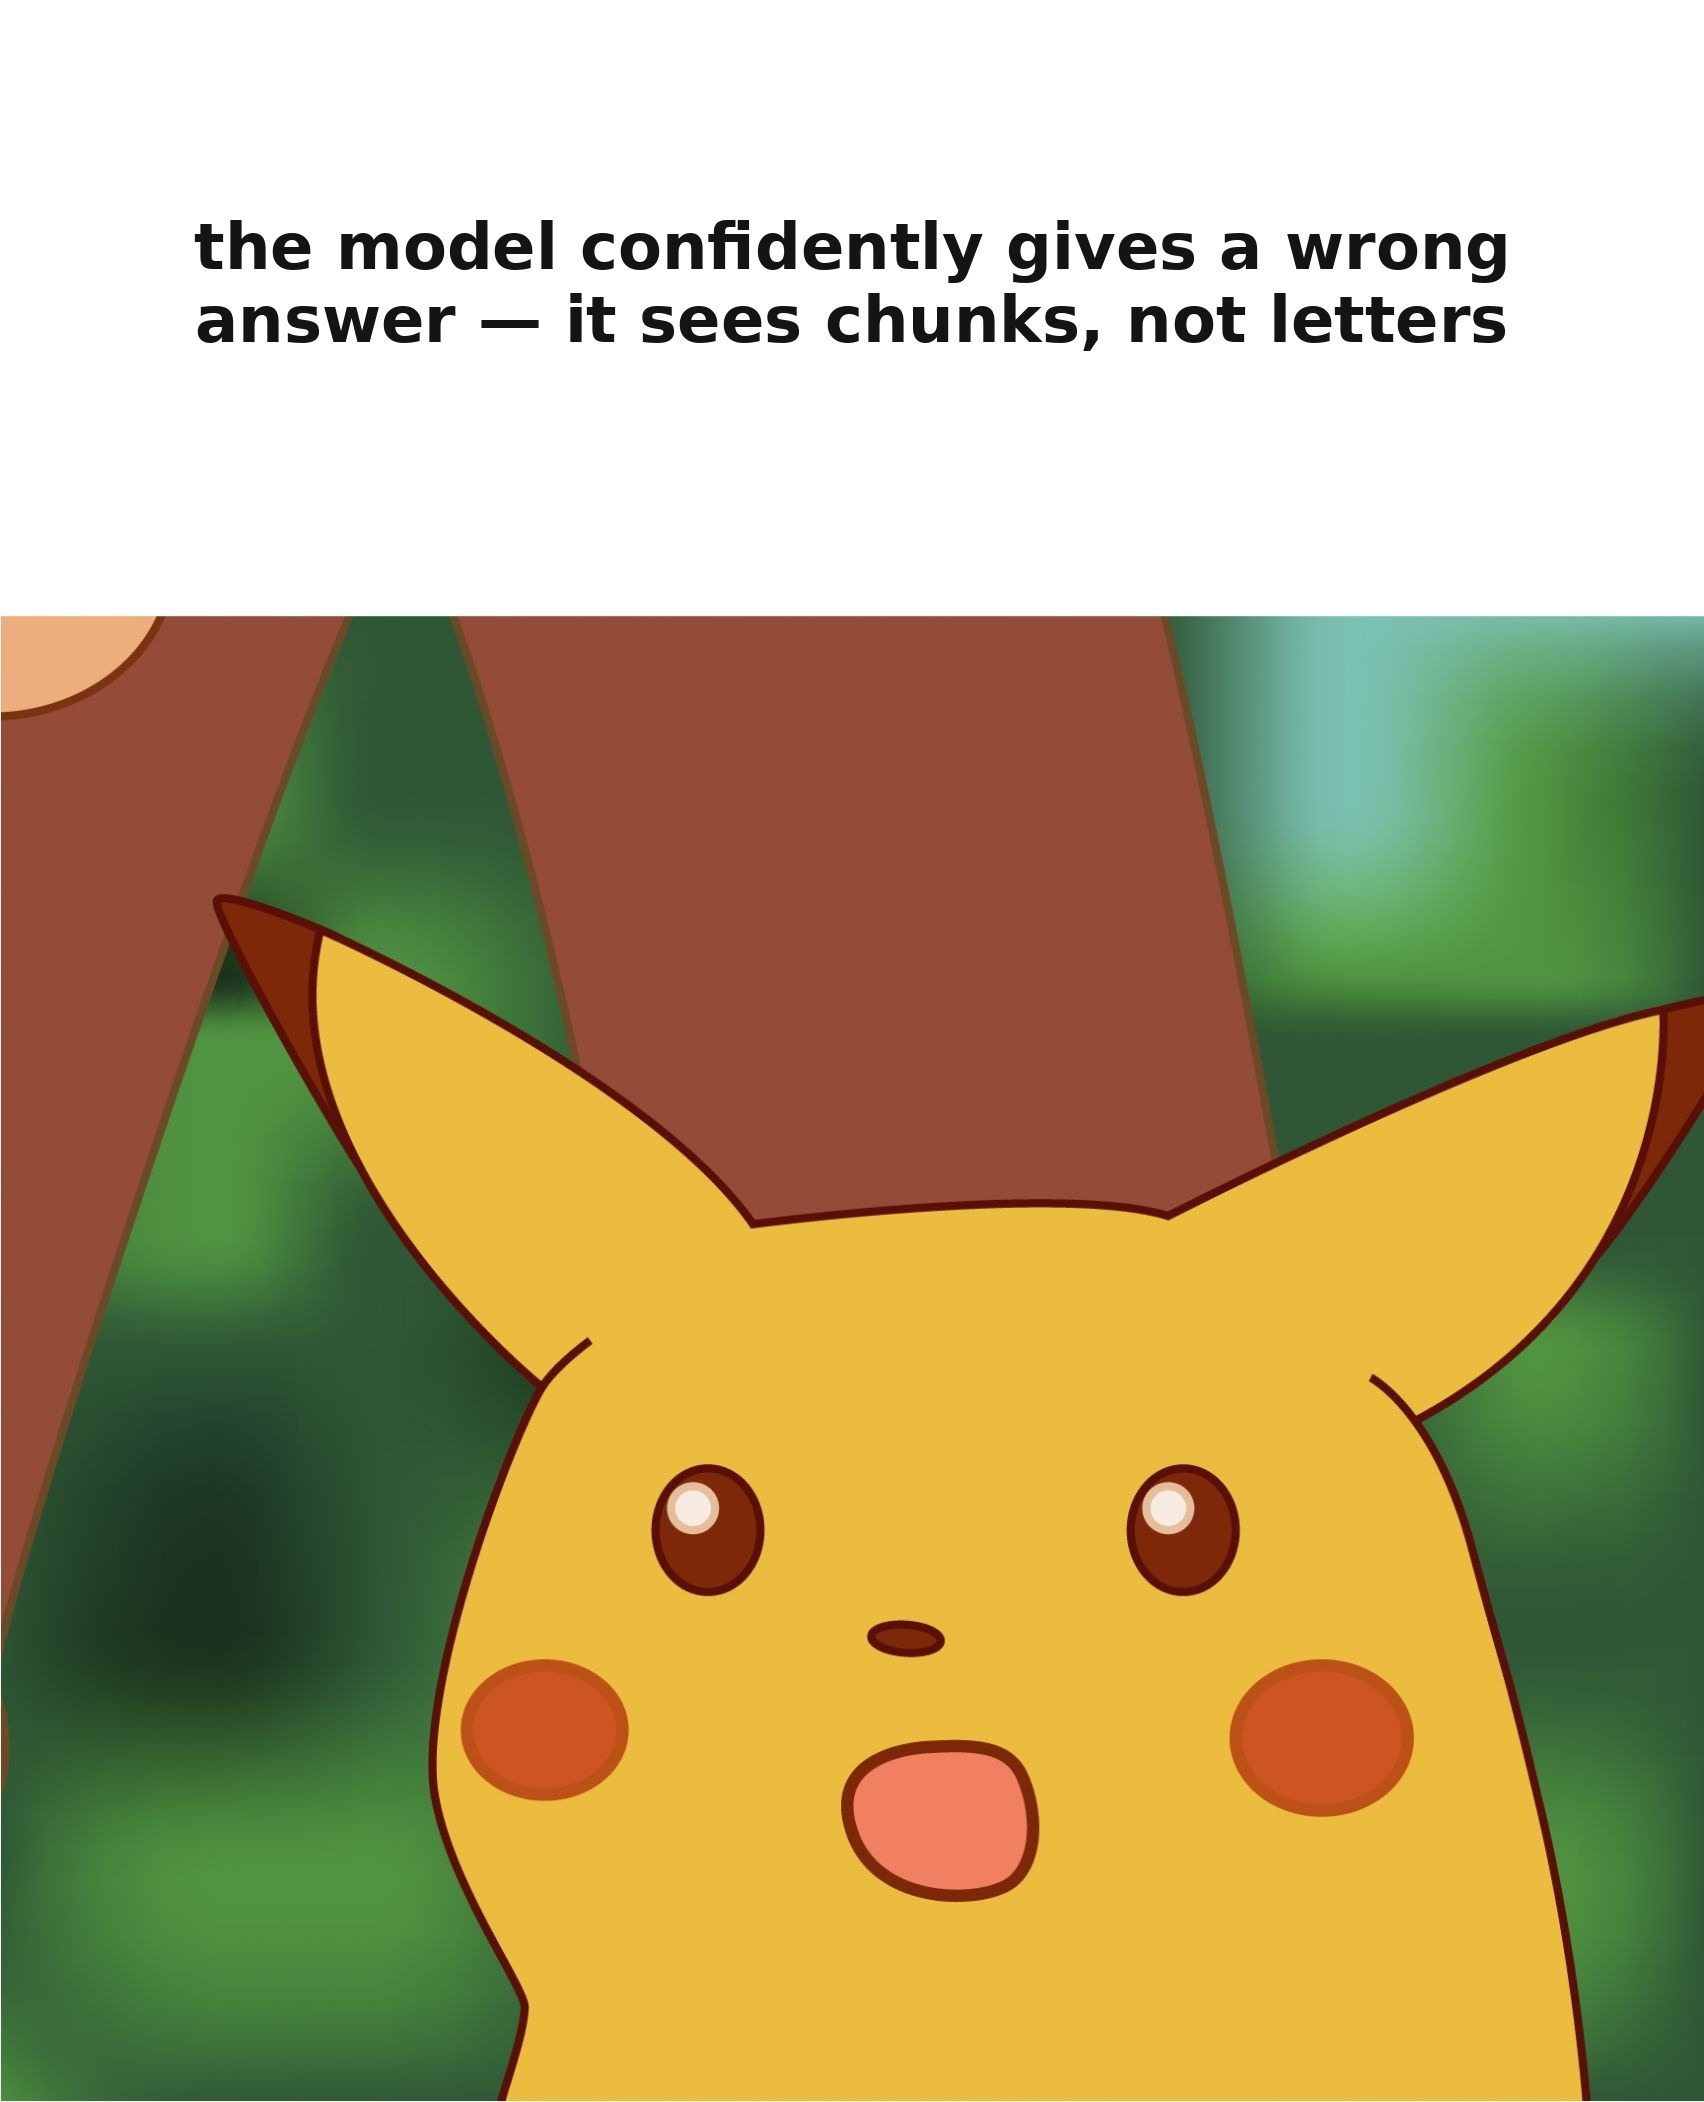 the model confidently gives a wrong
answer — it sees chunks, not letters